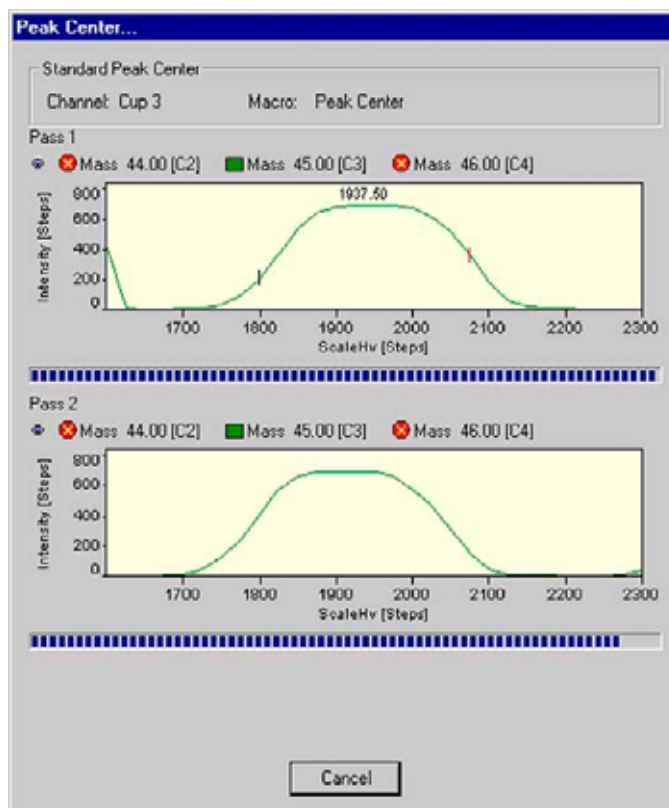 Peak Center...
Standard Peak Center
Channel: Cup 3 Macro: Peak Center
Pass 1
Mass 44.00 [C2] Mass 45.00 [C3] Mass 46.00 [C4]
1937.50
Intensity [Steps]
800
600
400
200
0
1700 1800 1900 2000 2100 2200 2300
ScaleHv [Steps]
Pass 2
Mass 44.00 [C2] Mass 45.00 [C3] Mass 46.00 [C4]
Intensity [Steps]
800
600
400
200
0
1700 1800 1900 2000 2100 2200 2300
ScaleHv [Steps]
Cancel